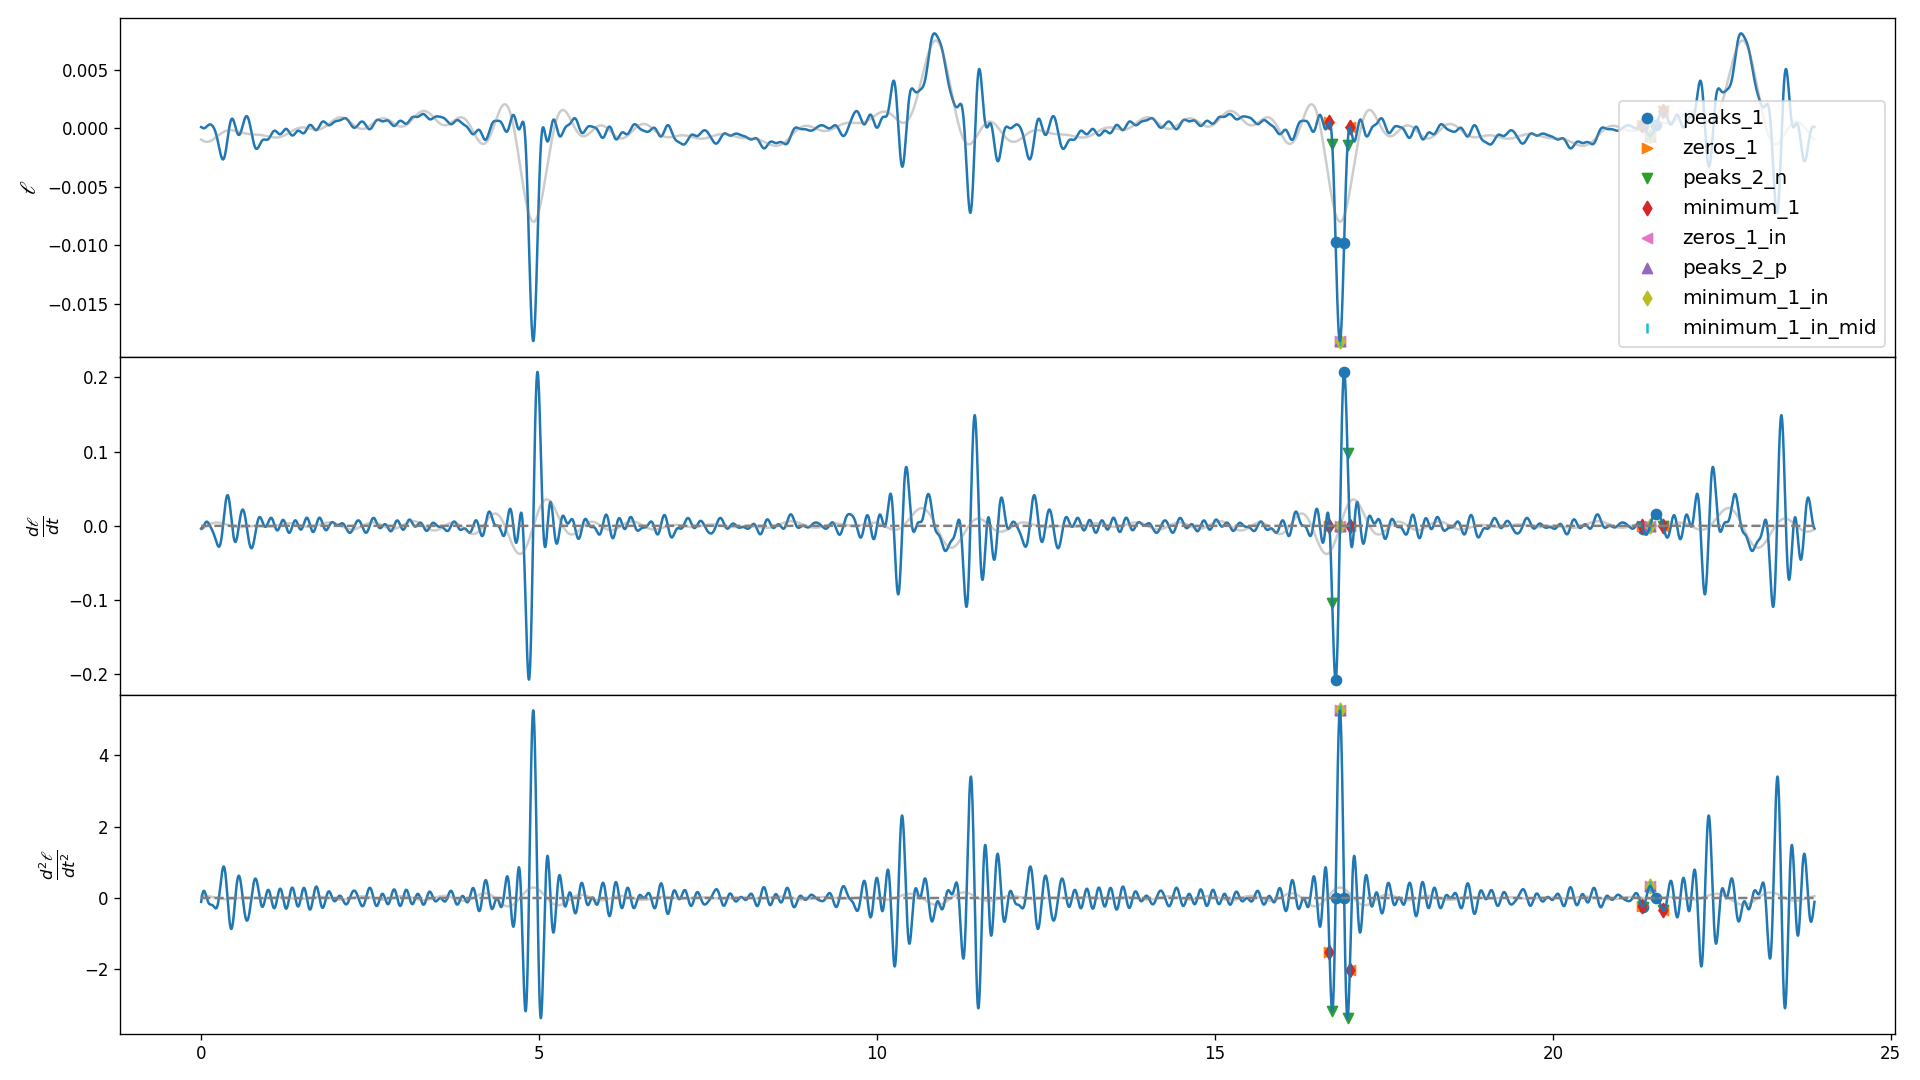 0.005
0.000
−0.005
−0.010
−0.015
ℓ
peaks_1
zeros_1
peaks_2_n
minimum_1
zeros_1_in
peaks_2_p
minimum_1_in
minimum_1_in_mid
0.2
0.1
0.0
−0.1
−0.2
dℓ
dt
4
2
0
−2
d²ℓ
dt²
0 5 10 15 20 25